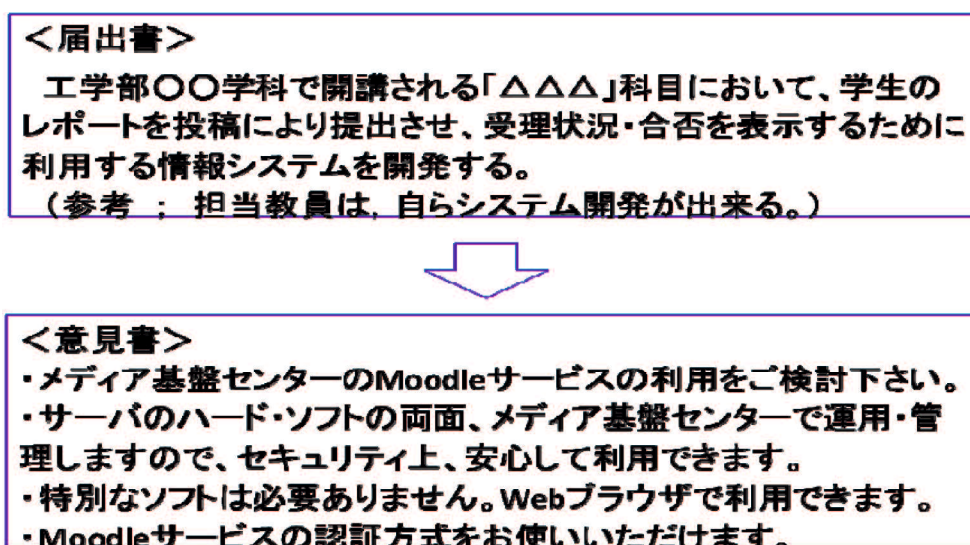 ＜届出書＞
工学部〇〇学科で開講される｢△△△｣科目において、学生の
レポートを投稿により提出させ、受理状況･合否を表示するために
利用する情報システムを開発する。
（参考 ； 担当教員は, 自らシステム開発が出来る。）
＜意見書＞
･メディア基盤センターのMoodleサービスの利用をご検討下さい。
･サーバのハード･ソフトの両面、メディア基盤センターで運用･管
理しますので、セキュリティ上、安心して利用できます。
･特別なソフトは必要ありません。Webブラウザで利用できます。
･Moodleサービスの認証方式をお使いいただけます。